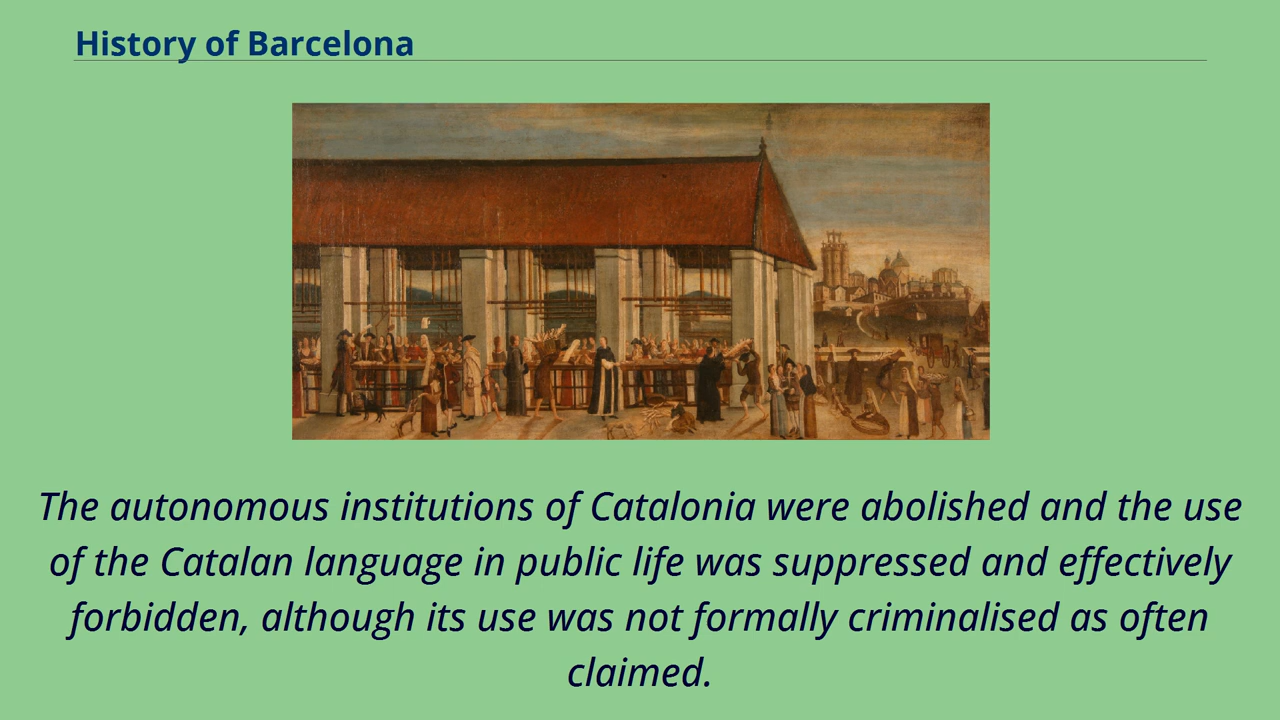 History of Barcelona
The autonomous institutions of Catalonia were abolished and the use
of the Catalan language in public life was suppressed and effectively
forbidden, although its use was not formally criminalised as often
claimed.